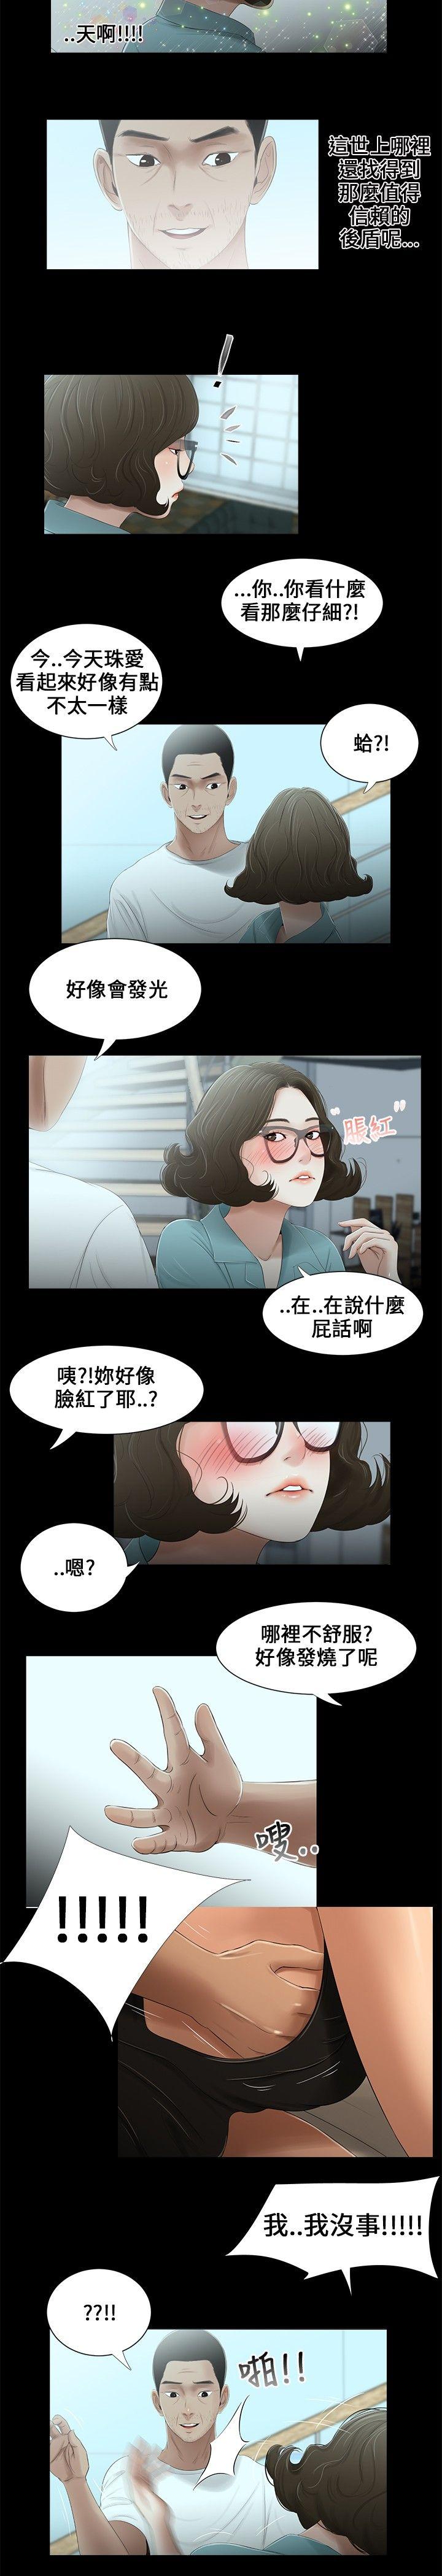 ..天啊!!!!
這世上哪裡
還找得到
那麼值得
信賴的
後盾呢...
...你..你看什麼
看那麼仔細?!
今..今天珠愛
看起來好像有點
不太一樣
蛤?!
好像會發光
"脹紅"
..在..在說什麼
屁話啊
咦?!妳好像
臉紅了耶..?
..嗯?
哪裡不舒服?
好像發燒了呢
嗖..
!!!!!
我..我沒事!!!!!
??!!
啪!!